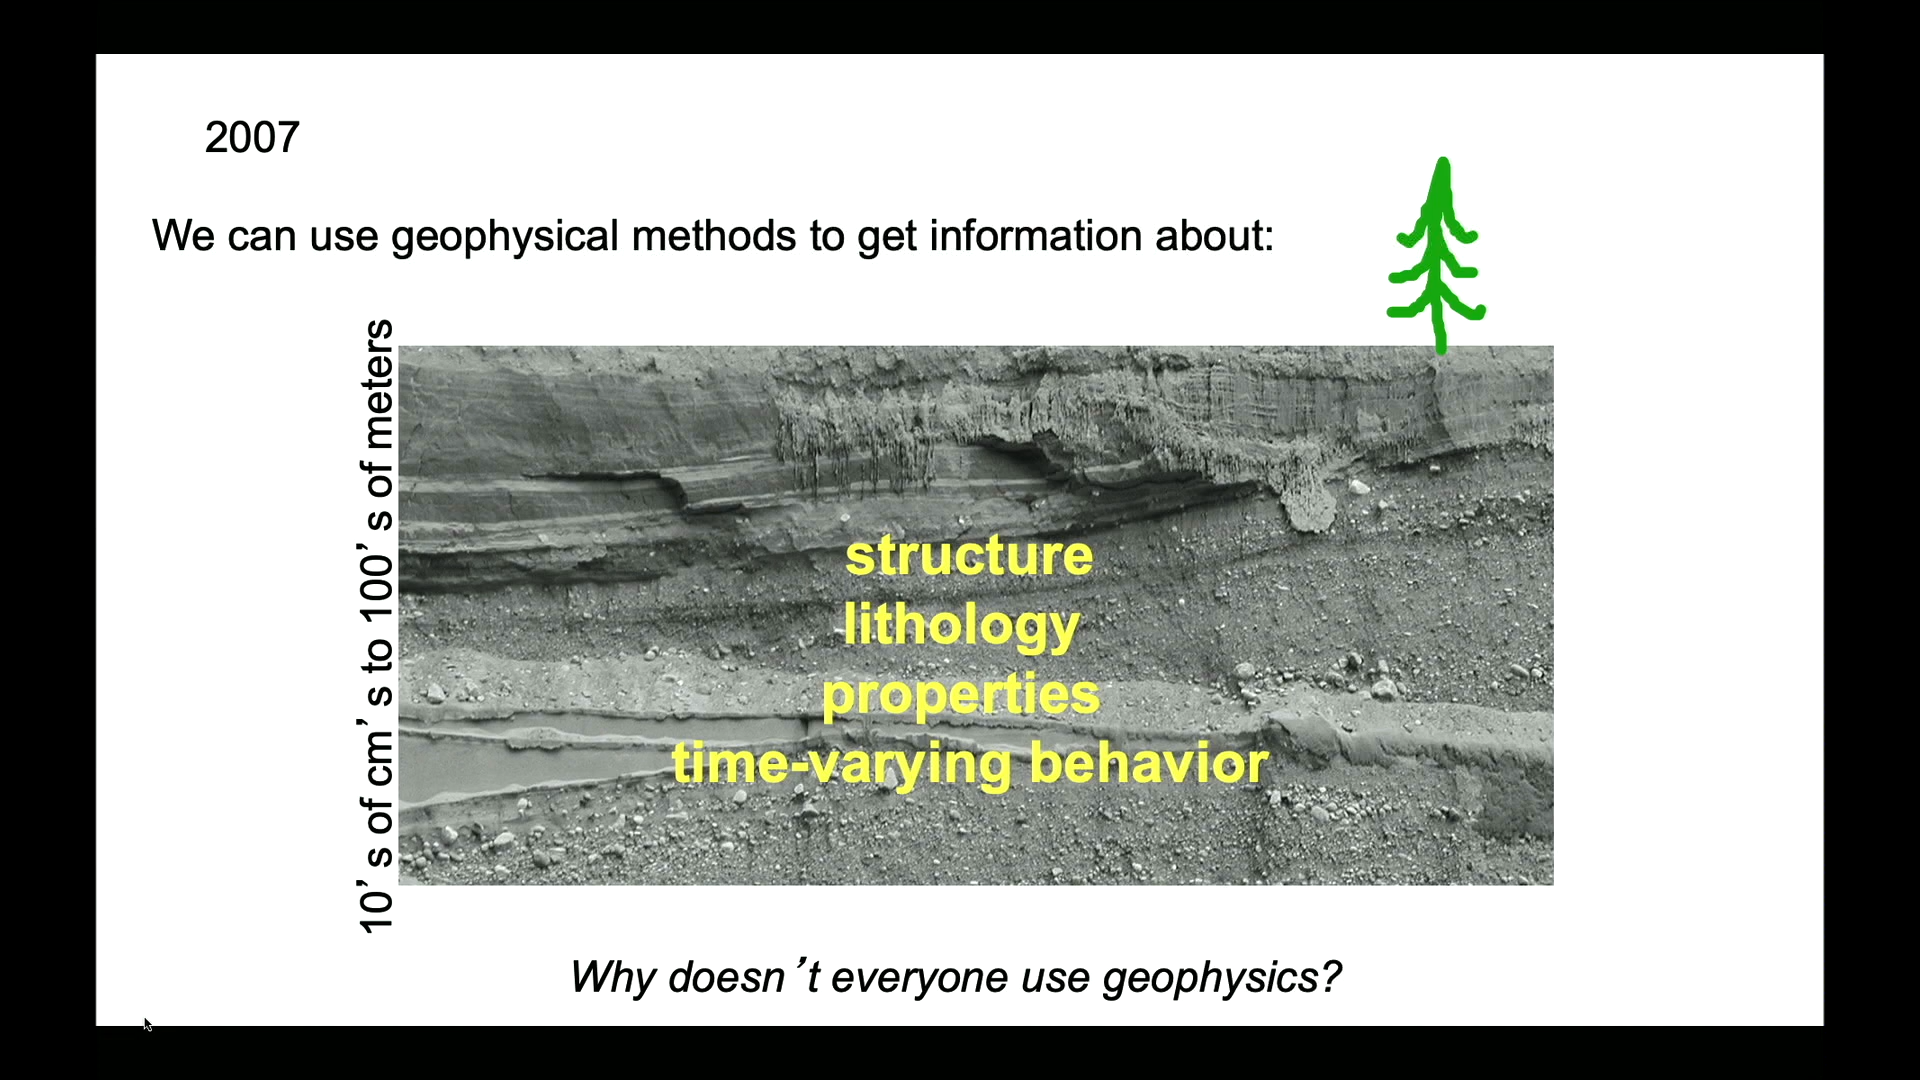 2007
We can use geophysical methods to get information about:
10’ s of cm’ s to 100’ s of meters
structure
lithology
properties
time-varying behavior
Why doesn ’t everyone use geophysics?